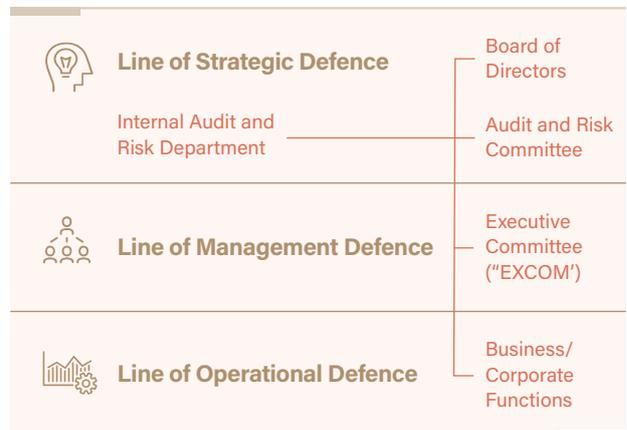 Line of Strategic Defence
Board of
Directors
Internal Audit and
Risk Department
Audit and Risk
Committee
Line of Management Defence
Executive
Committee
(“EXCOM’)
Line of Operational Defence
Business/
Corporate
Functions